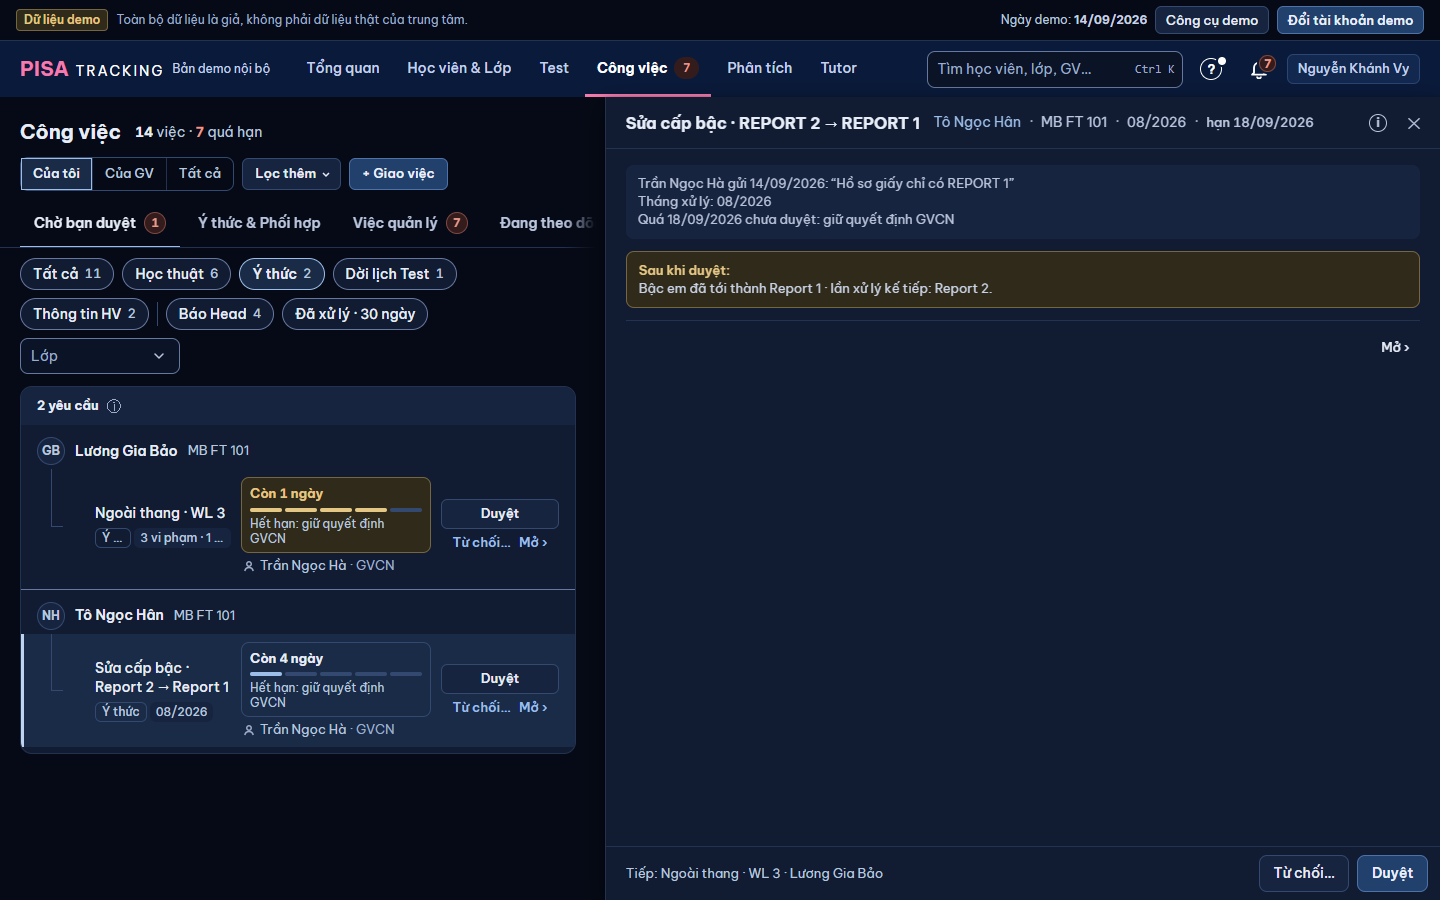 Dữ liệu demo Toàn bộ dữ liệu là giả, không phải dữ liệu thật của trung tâm. Ngày demo: 14/09/2026 Công cụ demo Đổi tài khoản demo
PISA TRACKING Bản demo nội bộ Tổng quan Học viên & Lớp Test Công việc 7 Phân tích Tutor Tìm học viên, lớp, GV... Ctrl K ? 7 Nguyễn Khánh Vy
Công việc 14 việc · 7 quá hạn
Của tôi Của GV Tất cả Lọc thêm + Giao việc
Chờ bạn duyệt 1 Ý thức & Phối hợp Việc quản lý 7 Đang theo dõ
Tất cả 11 Học thuật 6 Ý thức 2 Dời lịch Test 1
Thông tin HV 2 Báo Head 4 Đã xử lý · 30 ngày
Lớp
2 yêu cầu
GB Lương Gia Bảo MB FT 101
Ngoài thang · WL 3
Ý ... 3 vi phạm · 1 ...
Còn 1 ngày
Hết hạn: giữ quyết định
GVCN
Trần Ngọc Hà · GVCN
Duyệt
Từ chối... Mở ›
NH Tô Ngọc Hân MB FT 101
Sửa cấp bậc ·
Report 2 → Report 1
Ý thức 08/2026
Còn 4 ngày
Hết hạn: giữ quyết định
GVCN
Trần Ngọc Hà · GVCN
Duyệt
Từ chối... Mở ›
Sửa cấp bậc · REPORT 2 → REPORT 1 Tô Ngọc Hân · MB FT 101 · 08/2026 · hạn 18/09/2026
Trần Ngọc Hà gửi 14/09/2026: “Hồ sơ giấy chỉ có REPORT 1”
Tháng xử lý: 08/2026
Quá 18/09/2026 chưa duyệt: giữ quyết định GVCN
Sau khi duyệt:
Bậc em đã tới thành Report 1 · lần xử lý kế tiếp: Report 2.
Mở ›
Tiếp: Ngoài thang · WL 3 · Lương Gia Bảo Từ chối... Duyệt